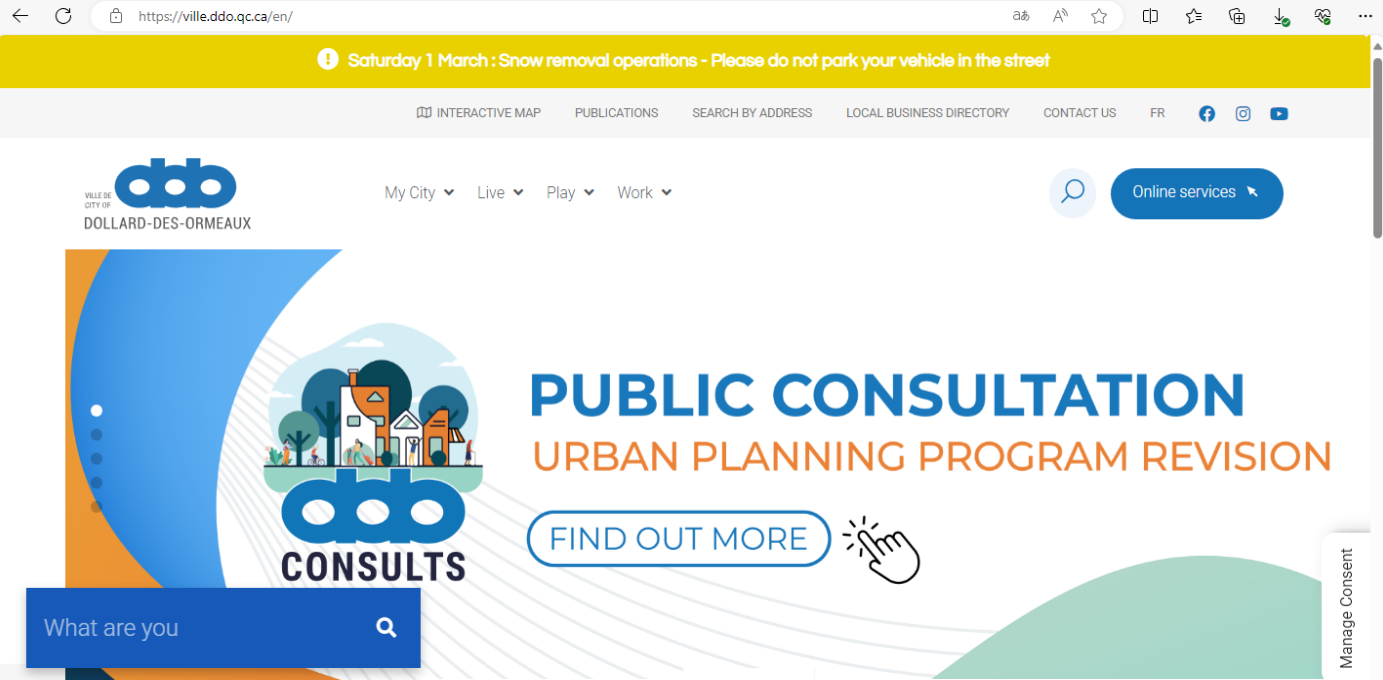 https://ville.ddo.qc.ca/en/
Saturday 1 March : Snow removal operations - Please do not park your vehicle in the street
INTERACTIVE MAP PUBLICATIONS SEARCH BY ADDRESS LOCAL BUSINESS DIRECTORY CONTACT US FR
VILLE DE
CITY OF
ddo
DOLLARD-DES-ORMEAUX
My City Live Play Work
Online services
PUBLIC CONSULTATION
URBAN PLANNING PROGRAM REVISION
FIND OUT MORE
ddo
CONSULTS
What are you
Manage Consent